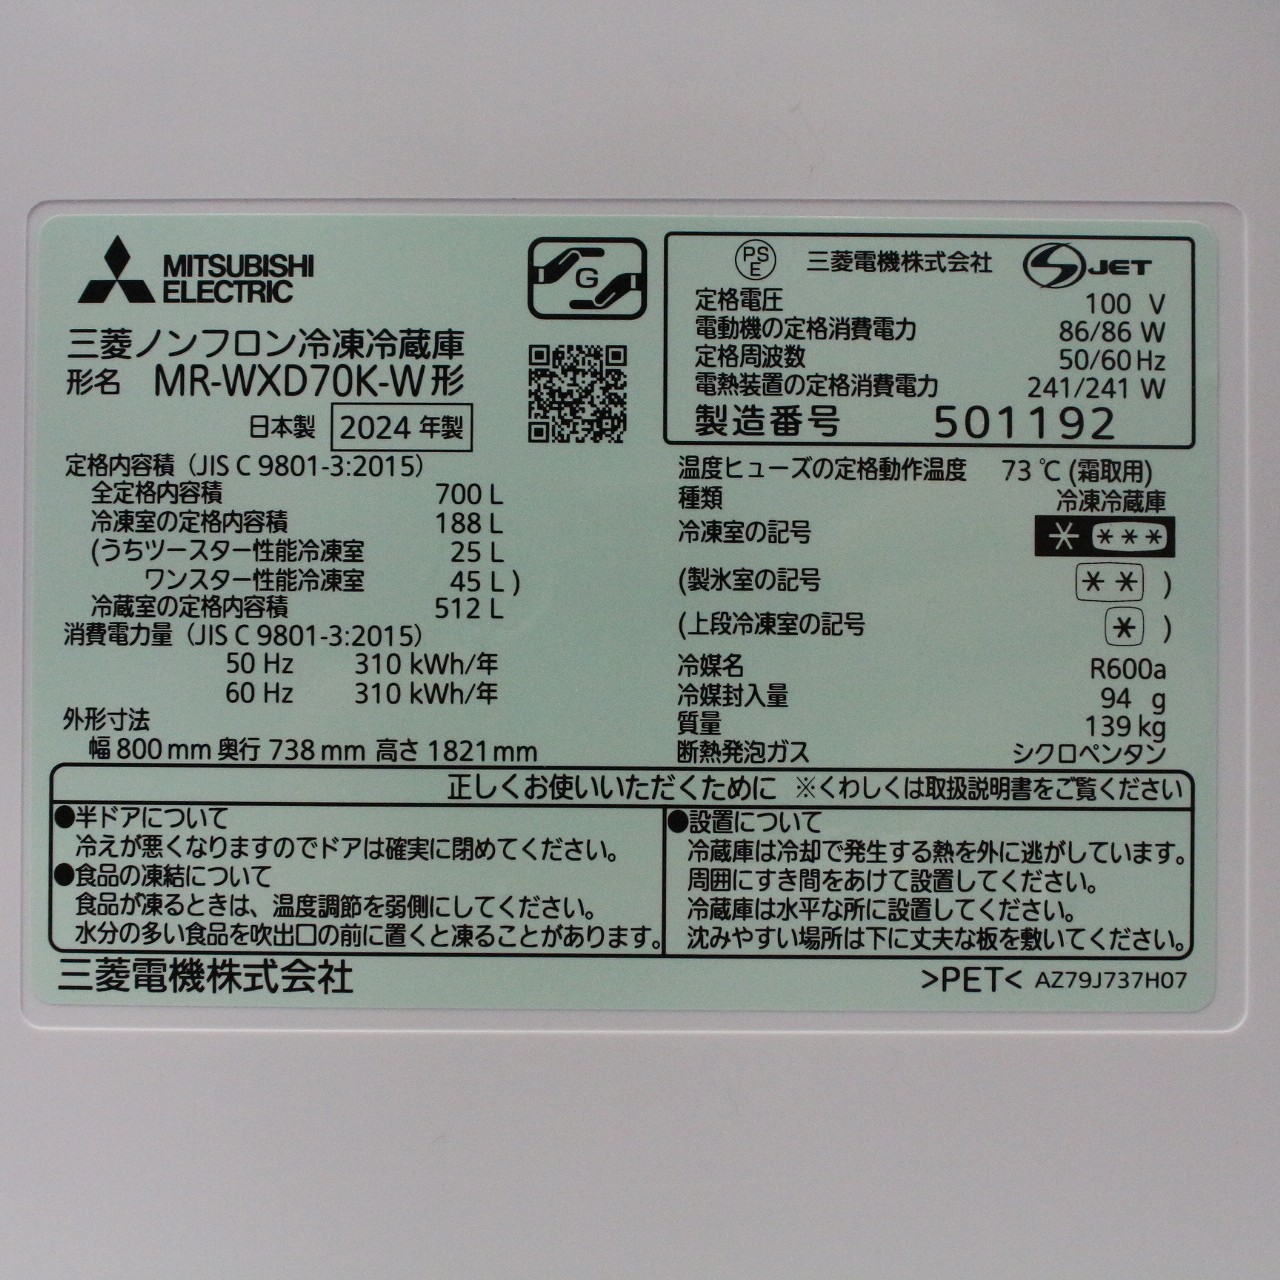 MITSUBISHI
ELECTRIC
三菱ノンフロン冷凍冷蔵庫
形名 MR-WXD70K-W形
日本製 2024 年製
定格内容積（JIS C 9801-3:2015）
全定格内容積 700 L
冷凍室の定格内容積 188 L
(うちツースター性能冷凍室 25 L
ワンスター性能冷凍室 45 L )
冷蔵室の定格内容積 512 L
消費電力量（JIS C 9801-3:2015）
50 Hz 310 kWh/年
60 Hz 310 kWh/年
外形寸法
幅 800 mm 奥行 738 mm 高さ 1821 mm
G
PS
E
三菱電機株式会社 JET
定格電圧 100 V
電動機の定格消費電力 86/86 W
定格周波数 50/60 Hz
電熱装置の定格消費電力 241/241 W
製造番号 501192
温度ヒューズの定格動作温度 73 ℃ (霜取用)
種類 冷凍冷蔵庫
冷凍室の記号 * ***
(製氷室の記号 ** )
(上段冷凍室の記号 * )
冷媒名 R600a
冷媒封入量 94 g
質量 139 kg
断熱発泡ガス シクロペンタン
正しくお使いいただくために ※くわしくは取扱説明書をご覧ください
●半ドアについて
冷えが悪くなりますのでドアは確実に閉めてください。
●食品の凍結について
食品が凍るときは、温度調節を弱側にしてください。
水分の多い食品を吹出口の前に置くと凍ることがあります。
●設置について
冷蔵庫は冷却で発生する熱を外に逃がしています。
周囲にすき間をあけて設置してください。
冷蔵庫は水平な所に設置してください。
沈みやすい場所は下に丈夫な板を敷いてください。
三菱電機株式会社
>PET< AZ79J737H07